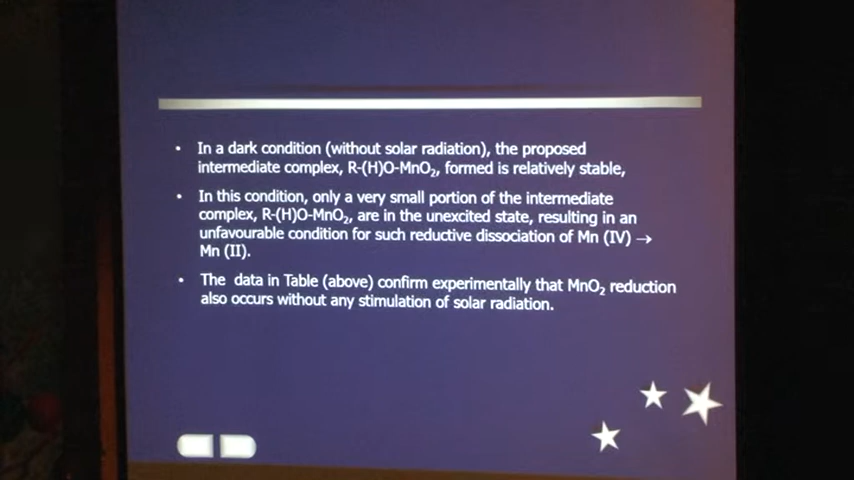 • In a dark condition (without solar radiation), the proposed
intermediate complex, R-(H)O-MnO₂, formed is relatively stable,
• In this condition, only a very small portion of the intermediate
complex, R-(H)O-MnO₂, are in the unexcited state, resulting in an
unfavourable condition for such reductive dissociation of Mn (IV) →
Mn (II).
• The data in Table (above) confirm experimentally that MnO₂ reduction
also occurs without any stimulation of solar radiation.